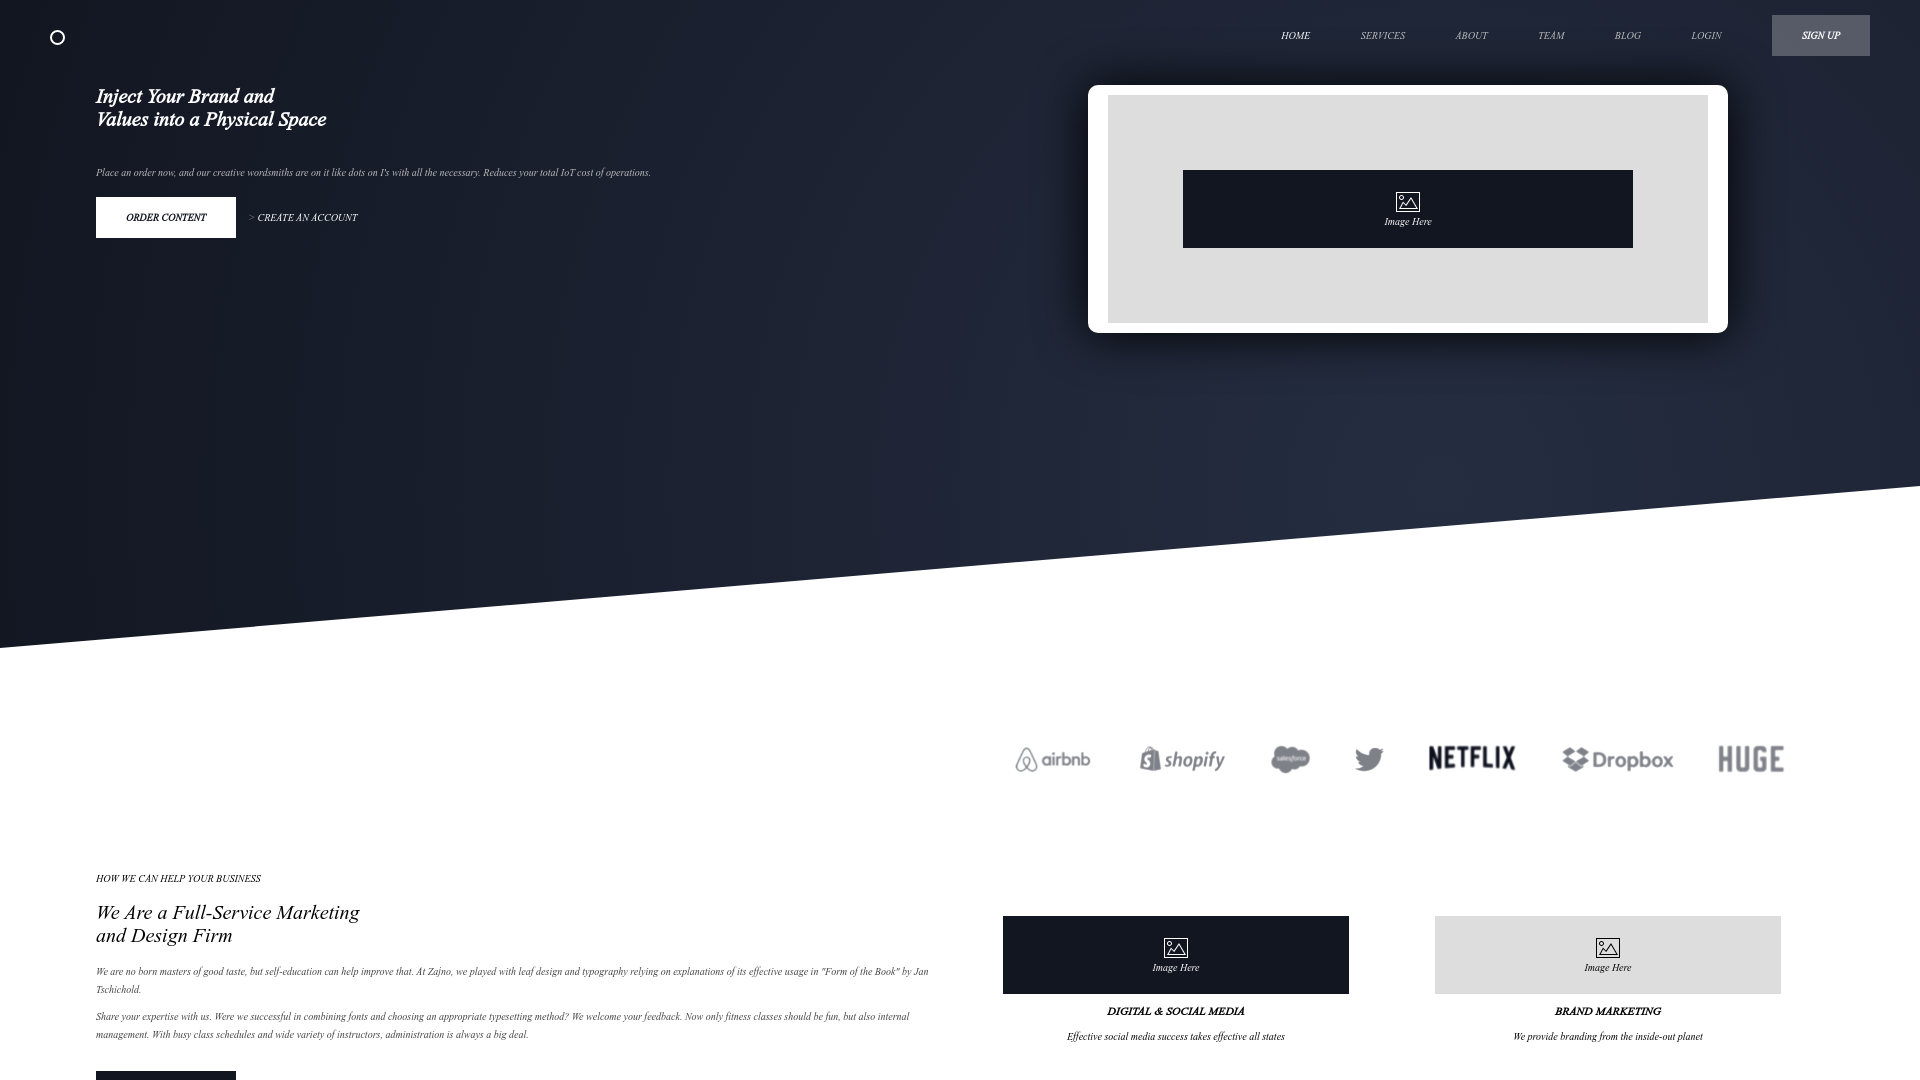 HOME SERVICES ABOUT TEAM BLOG LOGIN SIGN UP
Inject Your Brand and
Values into a Physical Space
Place an order now, and our creative wordsmiths are on it like dots on I's with all the necessary. Reduces your total IoT cost of operations.
ORDER CONTENT > CREATE AN ACCOUNT
Image Here
airbnb shopify salesforce NETFLIX Dropbox HUGE
HOW WE CAN HELP YOUR BUSINESS
We Are a Full-Service Marketing
and Design Firm
We are no born masters of good taste, but self-education can help improve that. At Zajno, we played with leaf design and typography relying on explanations of its effective usage in "Form of the Book" by Jan
Tschichold.
Share your expertise with us. Were we successful in combining fonts and choosing an appropriate typesetting method? We welcome your feedback. Now only fitness classes should be fun, but also internal
management. With busy class schedules and wide variety of instructors, administration is always a big deal.
Image Here
DIGITAL & SOCIAL MEDIA
Effective social media success takes effective all states
Image Here
BRAND MARKETING
We provide branding from the inside-out planet